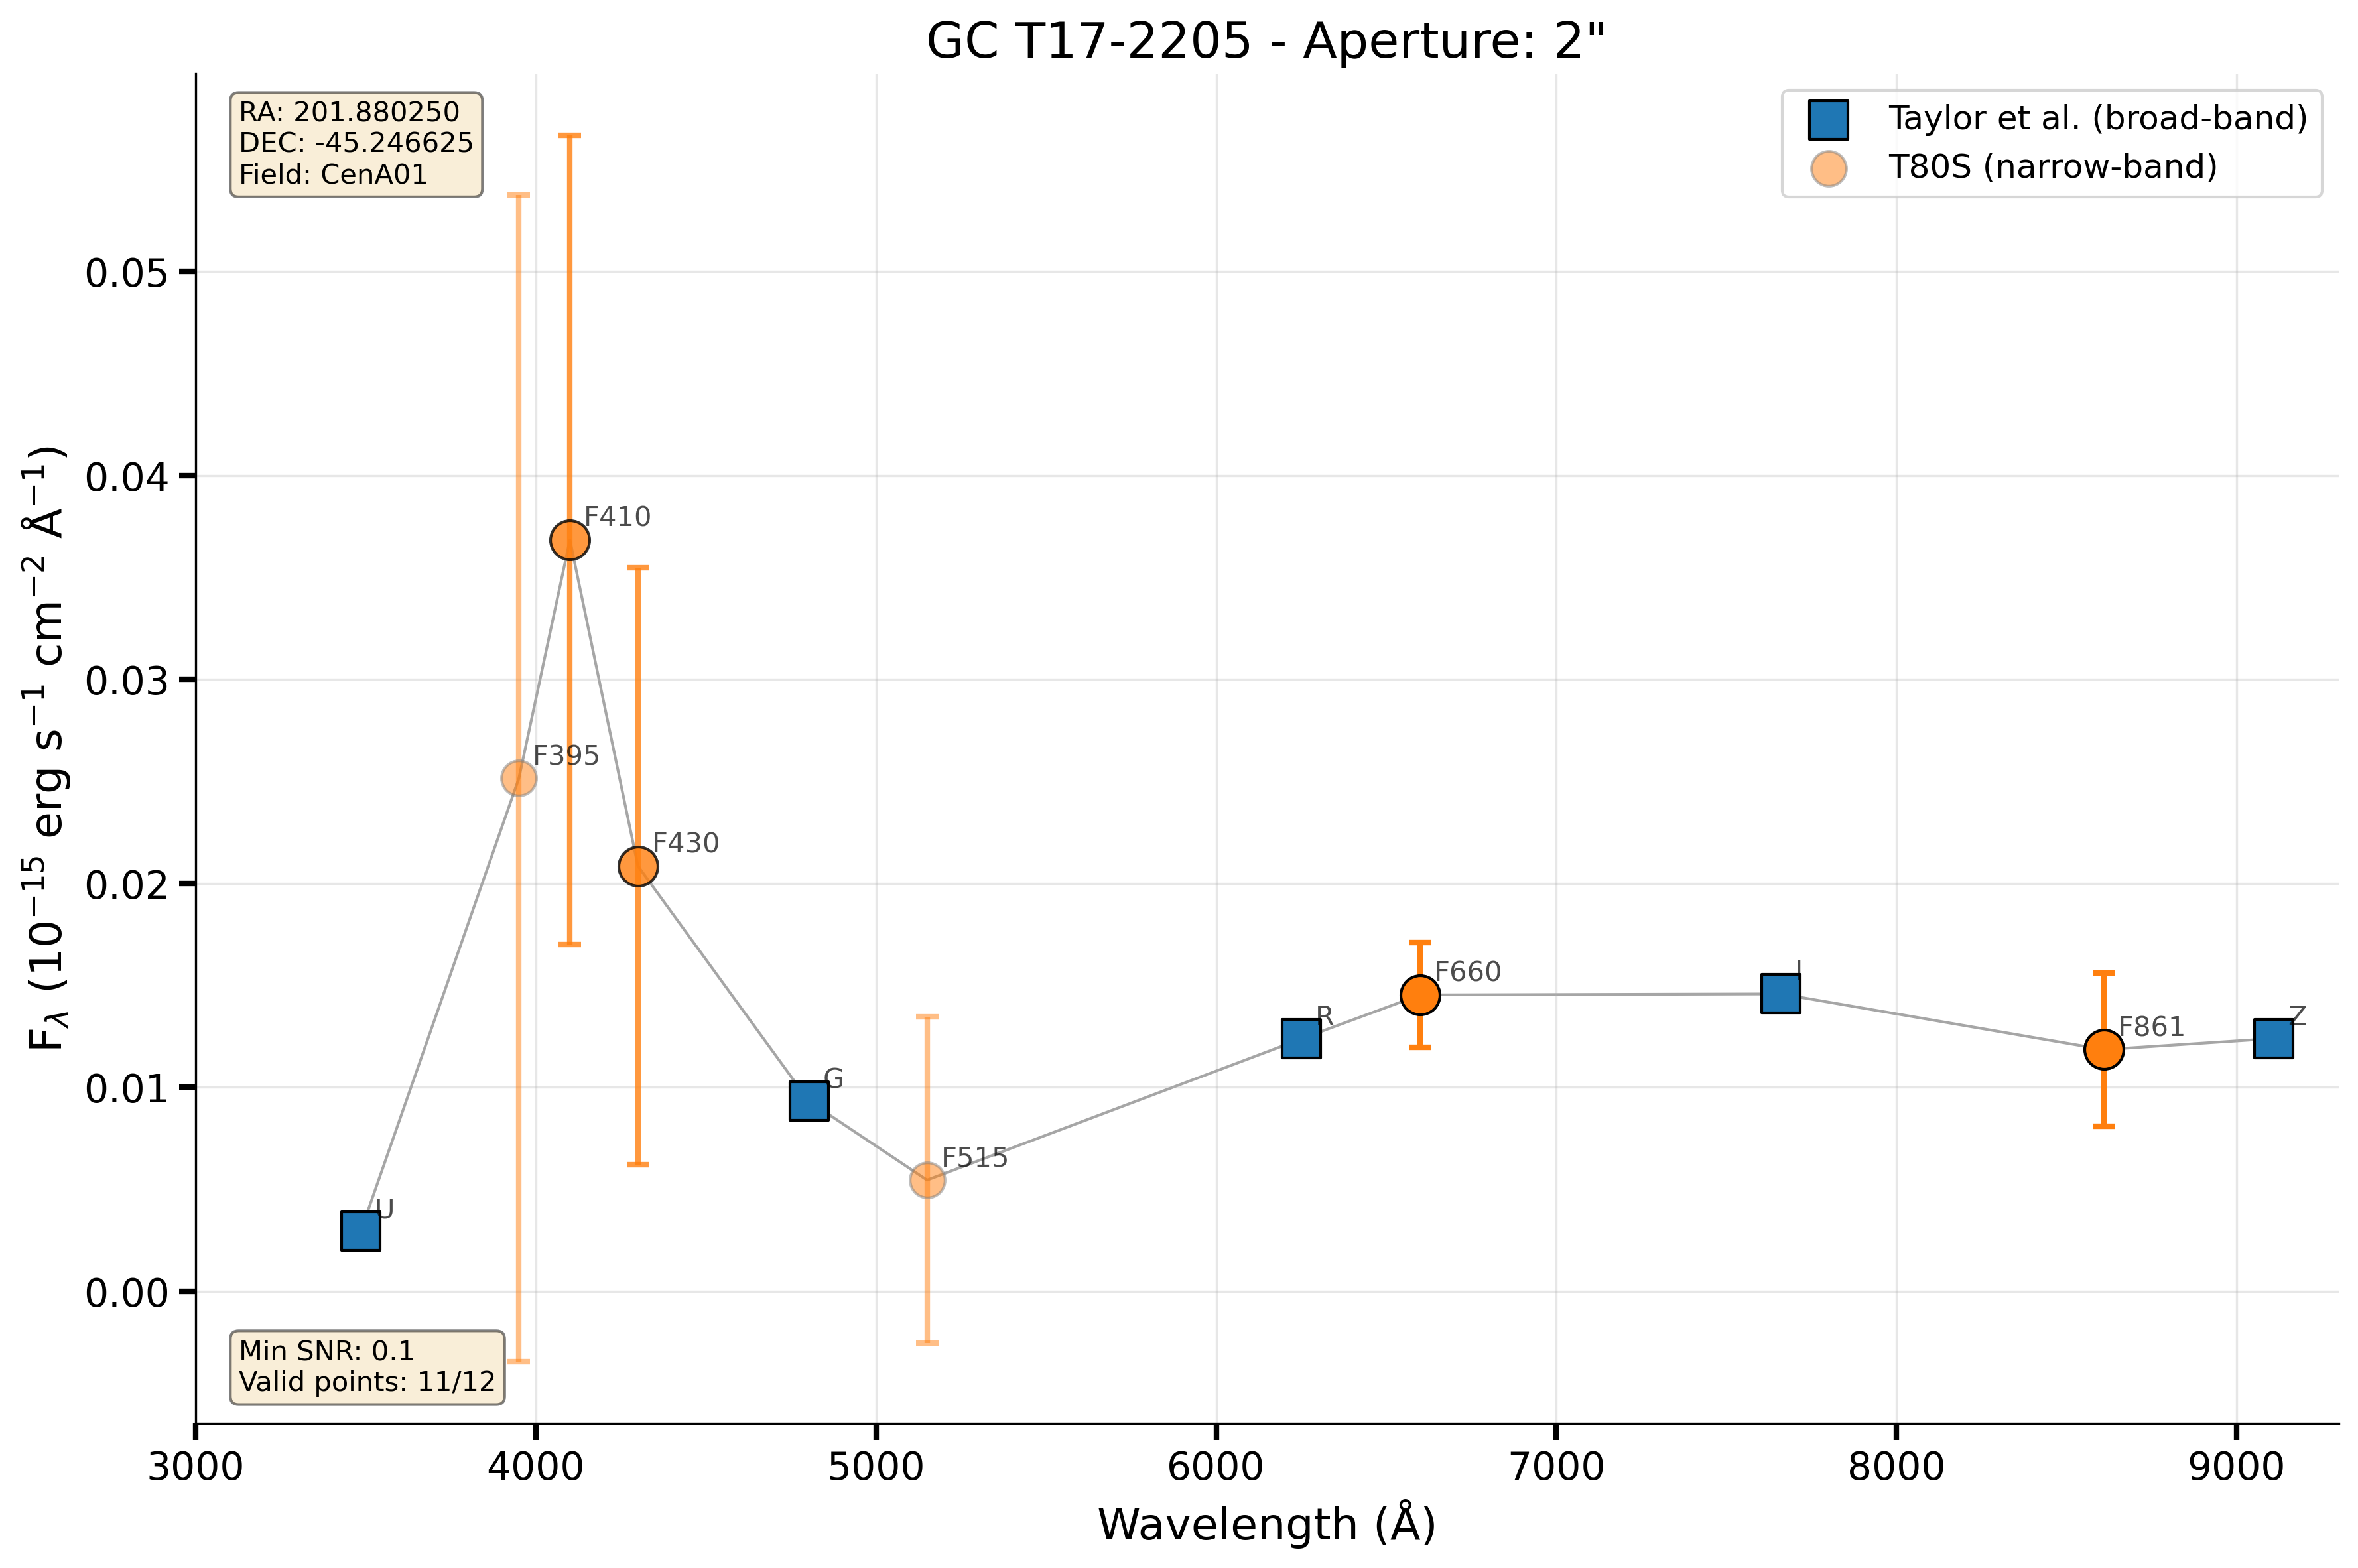 GC T17-2205 - Aperture: 2"
RA: 201.880250
DEC: -45.246625
Field: CenA01
Taylor et al. (broad-band)
T80S (narrow-band)
F$_{\lambda}$ (10$^{-15}$ erg s$^{-1}$ cm$^{-2}$ Å$^{-1}$)
0.05
0.04
0.03
0.02
0.01
0.00
F410
F395
F430
F660
I
R
F861
Z
G
F515
U
Min SNR: 0.1
Valid points: 11/12
3000 4000 5000 6000 7000 8000 9000
Wavelength (Å)